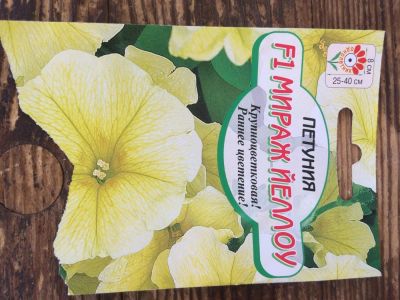 ПЕТУНИЯ
F1 МИРАЖ ЙЕЛЛОУ
Крупноцветковая!
Раннее цветение!
8 СМ
25-40 СМ